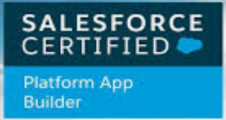 SALESFORCE
CERTIFIED
Platform App
Builder